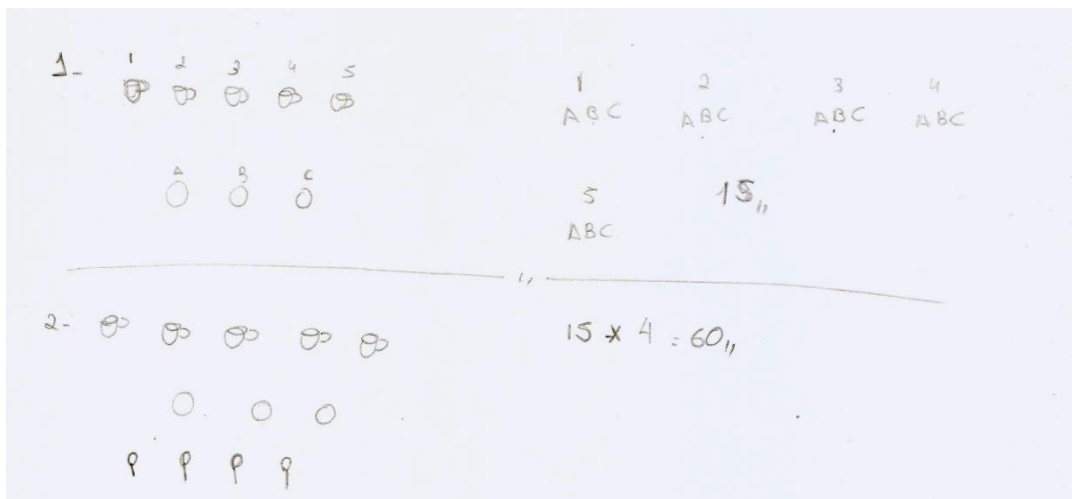 1- 1 2 3 4 5
A B C
1 2 3 4
ABC ABC ABC ABC
5 15,,
ABC
,,
2- 15 x 4 = 60,,